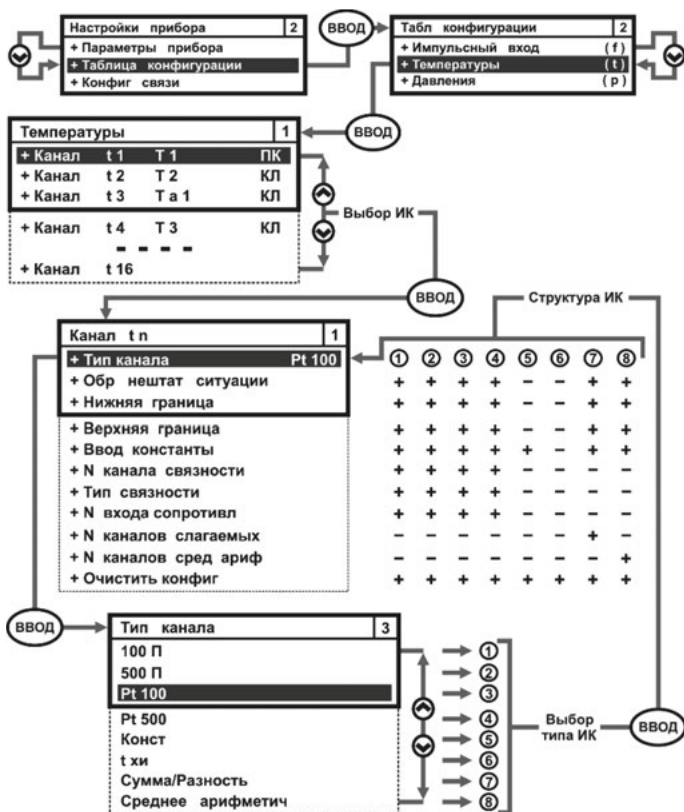 Настройки прибора 2
+ Параметры прибора
+ Таблица конфигурации
+ Конфиг связи
ВВОД
Табл конфигурации 2
+ Импульсный вход (f)
+ Температуры (t)
+ Давления (p)
ВВОД
Температуры 1
+ Канал t 1 T 1 ПК
+ Канал t 2 T 2 КЛ
+ Канал t 3 T a 1 КЛ
+ Канал t 4 T 3 КЛ
- - - -
+ Канал t 16
Выбор ИК
ВВОД
Структура ИК
Канал t n 1
+ Тип канала Pt 100 1 2 3 4 5 6 7 8
+ Обр нештат ситуации + + + + – – + +
+ Нижняя граница + + + + – – + +
+ Верхняя граница + + + + – – + +
+ Ввод константы + + + + + – + +
+ N канала связности + + + + – – – –
+ Тип связности + + + + – – – –
+ N входа сопротивл + + + + – – – –
+ N каналов слагаемых – – – – – – + –
+ N каналов сред ариф – – – – – – – +
+ Очистить конфиг + + + + + + + +
ВВОД
Тип канала 3
100 П 1
500 П 2
Pt 100 3
Pt 500 4
Конст 5
t хи 6
Сумма/Разность 7
Среднее арифметич 8
Выбор
типа ИК
ВВОД